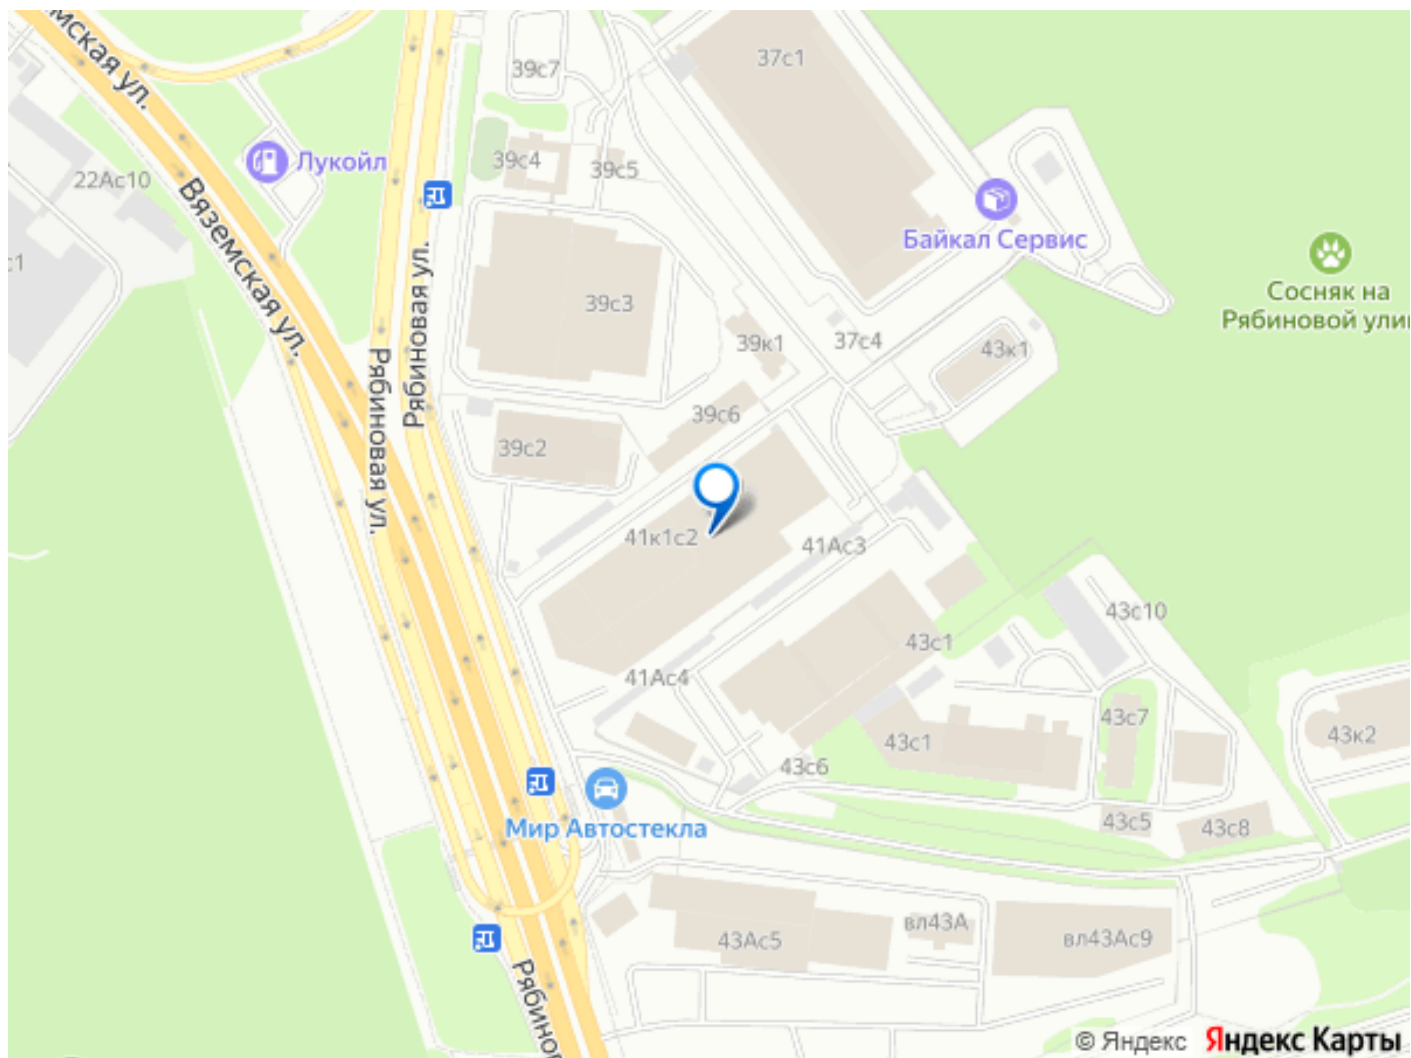 мская ул.
37с1
39с7
Лукойл
39с4
39с5
22Ас10
Вяземская ул.
Рябиновая ул.
Байкал Сервис
с1
39с3
Сосняк на
Рябиновой ули
39к1
37с4
43к1
Рябиновая ул.
39с6
39с2
41к1с2
41Ас3
43с10
43с1
41Ас4
43с7
43к2
43с1
43с6
Мир Автостекла
43с5
43с8
вл43А
43Ас5
вл43Ас9
Рябинов
© Яндекс Яндекс Карты